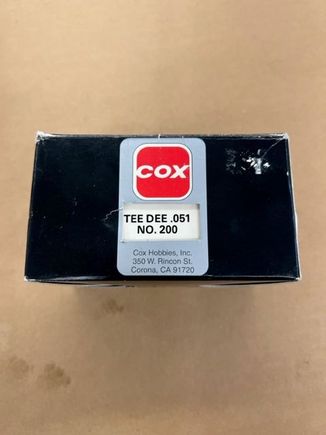 COX
TEE DEE .051
NO. 200
Cox Hobbies, Inc.
350 W. Rincon St.
Corona, CA 91720